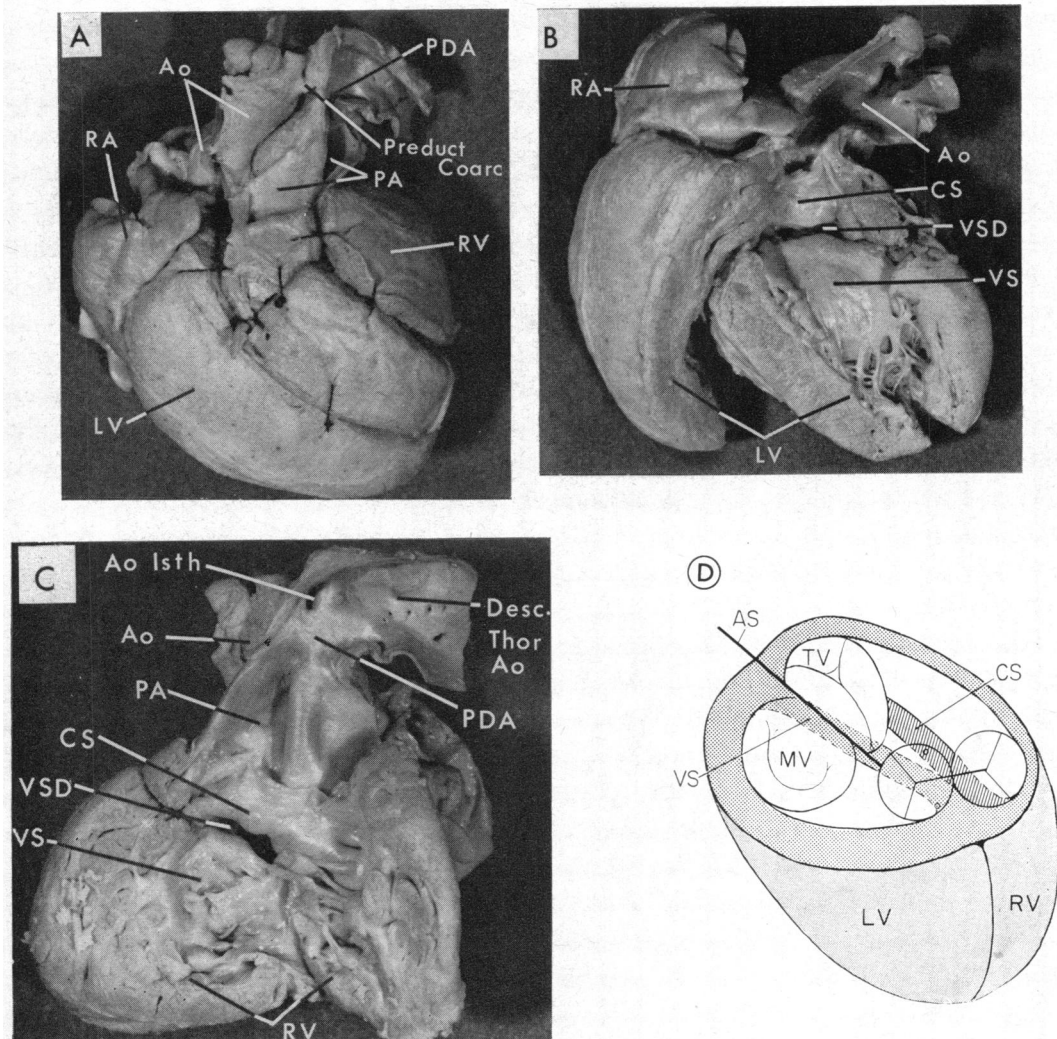 A
Ao
PDA
RA
Preduct
Coarc
PA
RV
LV
B
RA
Ao
CS
VSD
VS
LV
C
Ao Isth
Desc.
Thor
Ao
Ao
PA
PDA
CS
VSD
VS
RV
D
AS
TV
CS
VS
MV
LV
RV